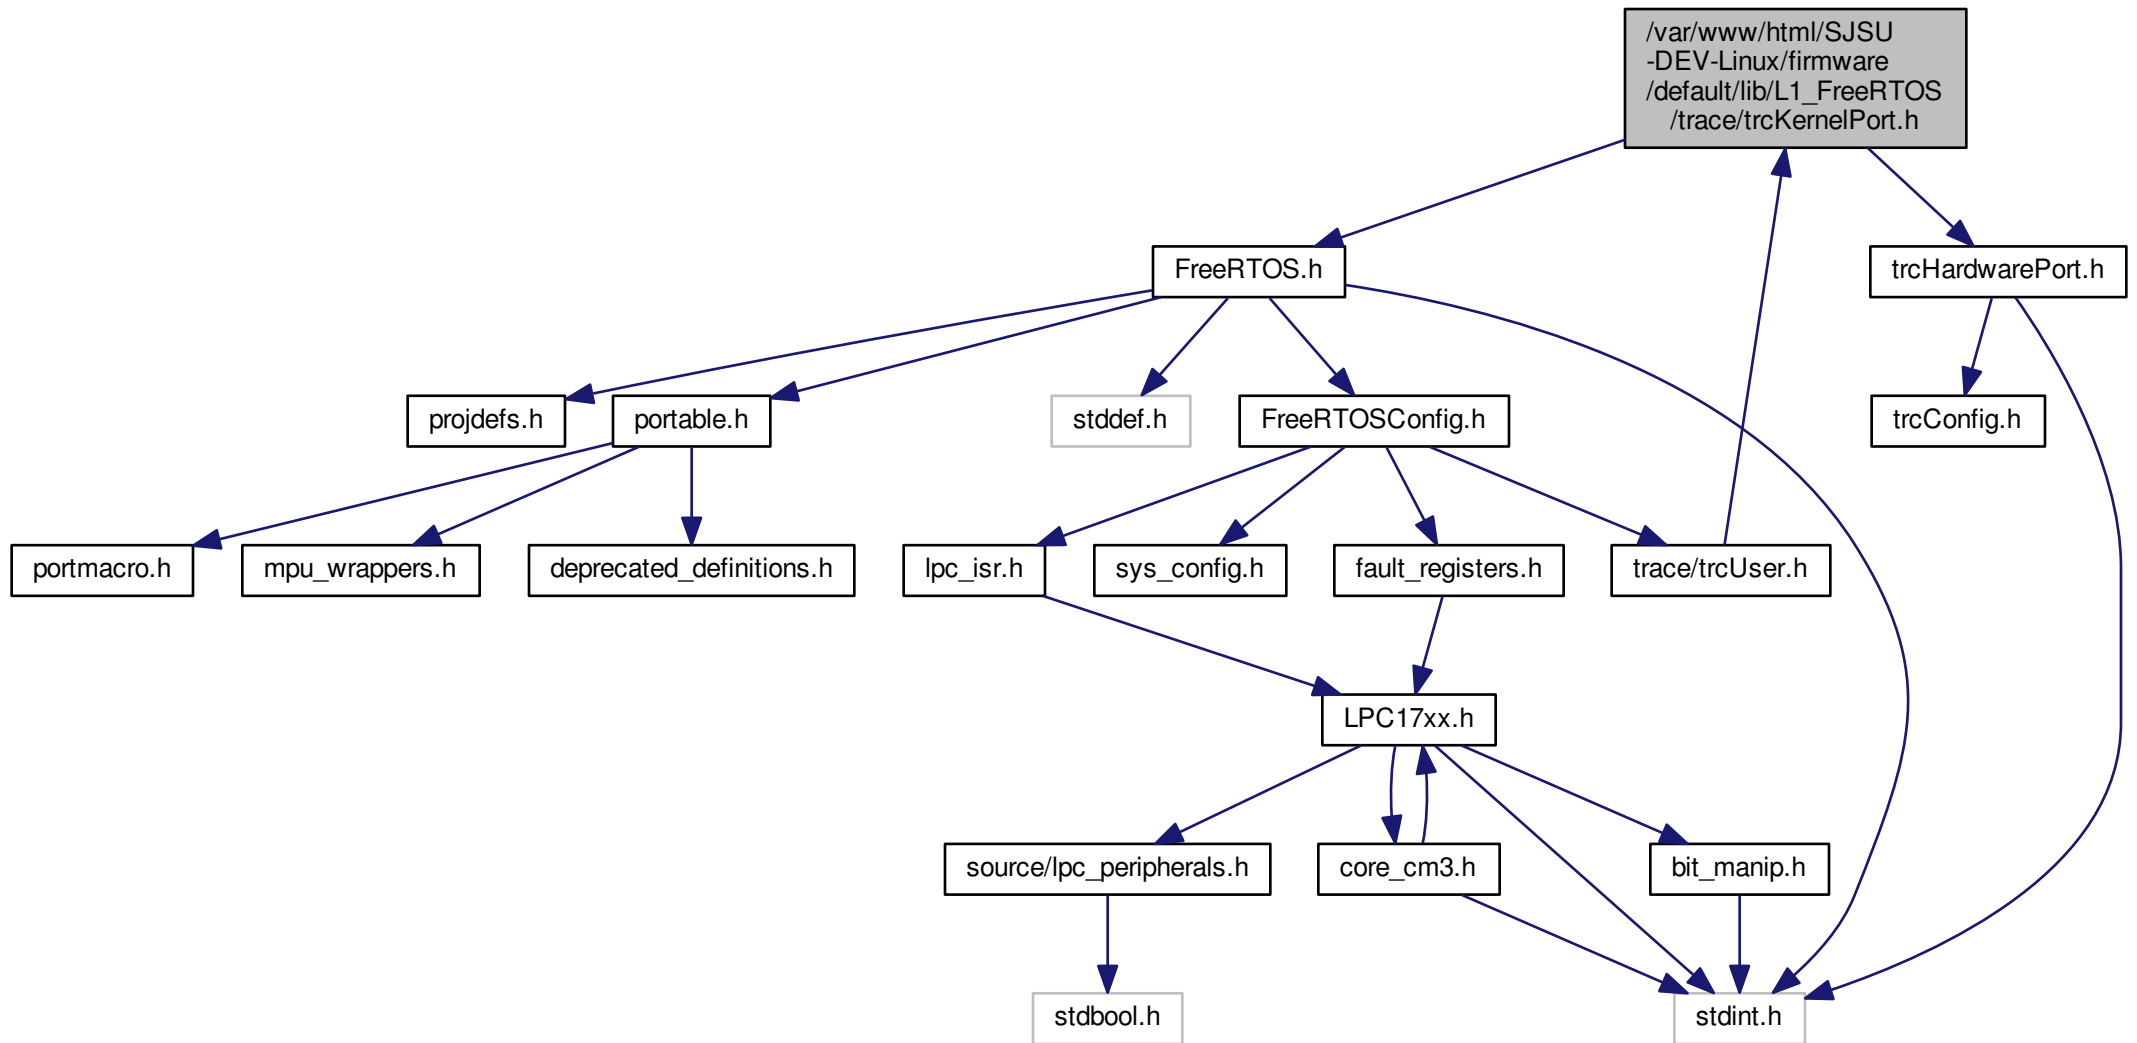 /var/www/html/SJSU
-DEV-Linux/firmware
/default/lib/L1_FreeRTOS
/trace/trcKernelPort.h
FreeRTOS.h
trcHardwarePort.h
projdefs.h
portable.h
stddef.h
FreeRTOSConfig.h
trcConfig.h
portmacro.h
mpu_wrappers.h
deprecated_definitions.h
lpc_isr.h
sys_config.h
fault_registers.h
trace/trcUser.h
LPC17xx.h
source/lpc_peripherals.h
core_cm3.h
bit_manip.h
stdbool.h
stdint.h